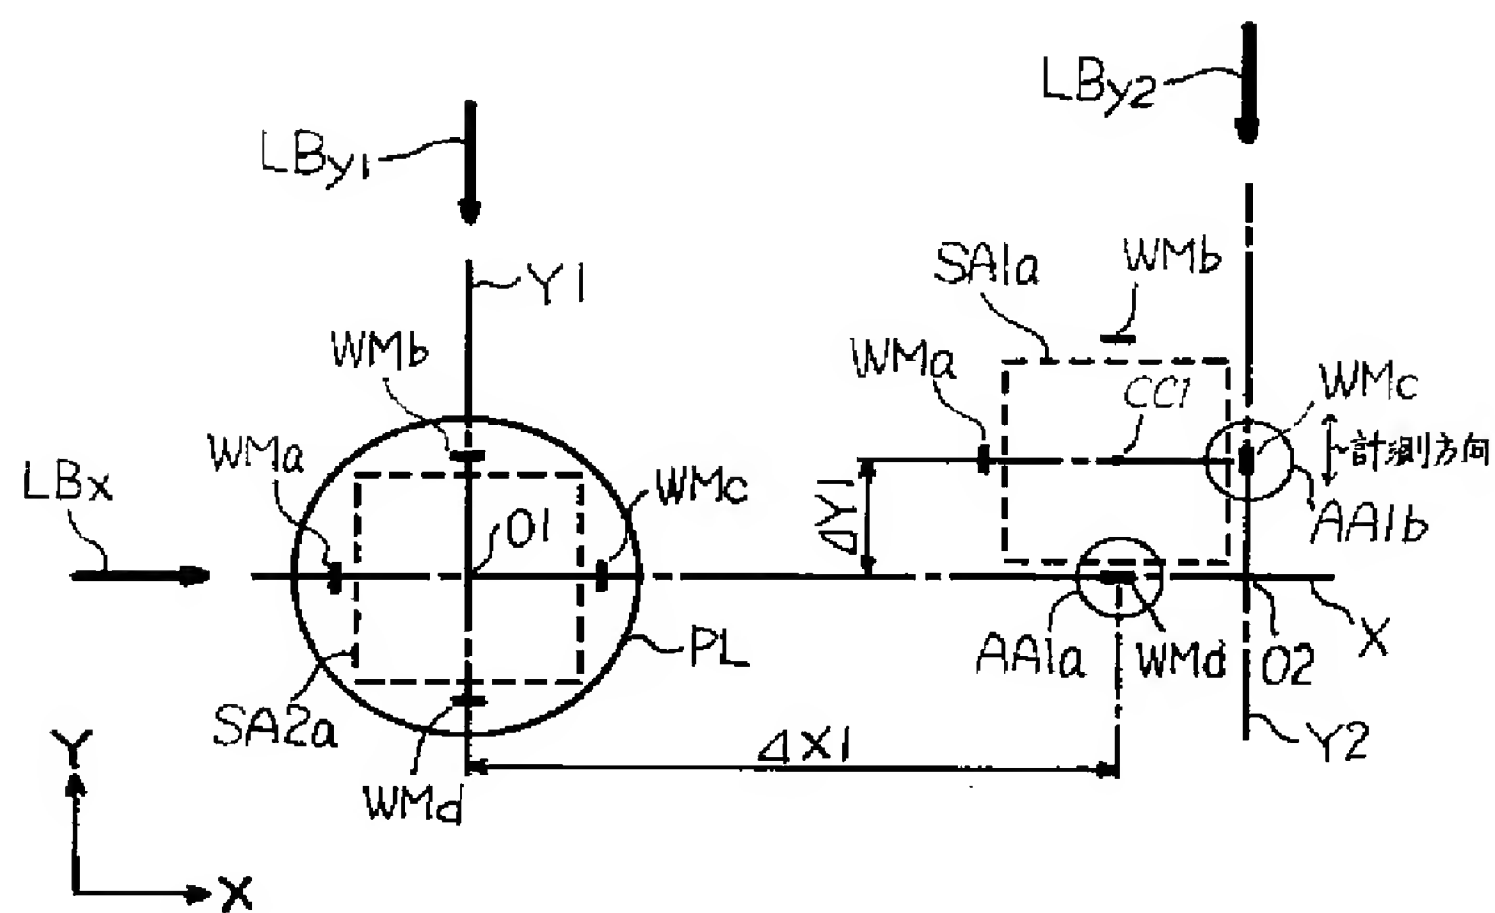 LBy2
LBy1
Y1
SA1a
WMb
WMb
WMa
CC1
WMc
計測方向
WMa
LBx
WMc
O1
ΔY1
AA1b
PL
AA1a
WMd
O2
X
SA2a
ΔX1
Y2
Y
WMd
X